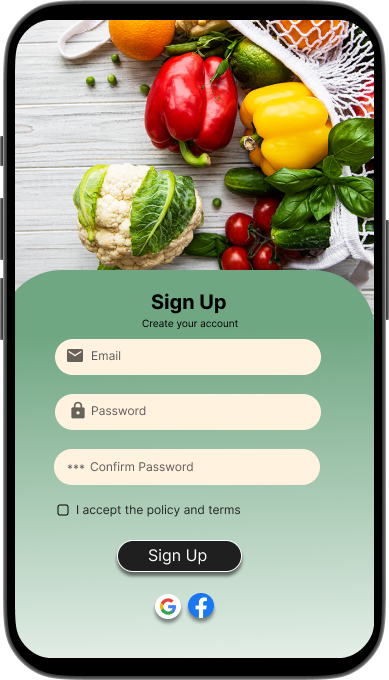 Sign Up
Create your account
Email
Password
*** Confirm Password
I accept the policy and terms
Sign Up
G f